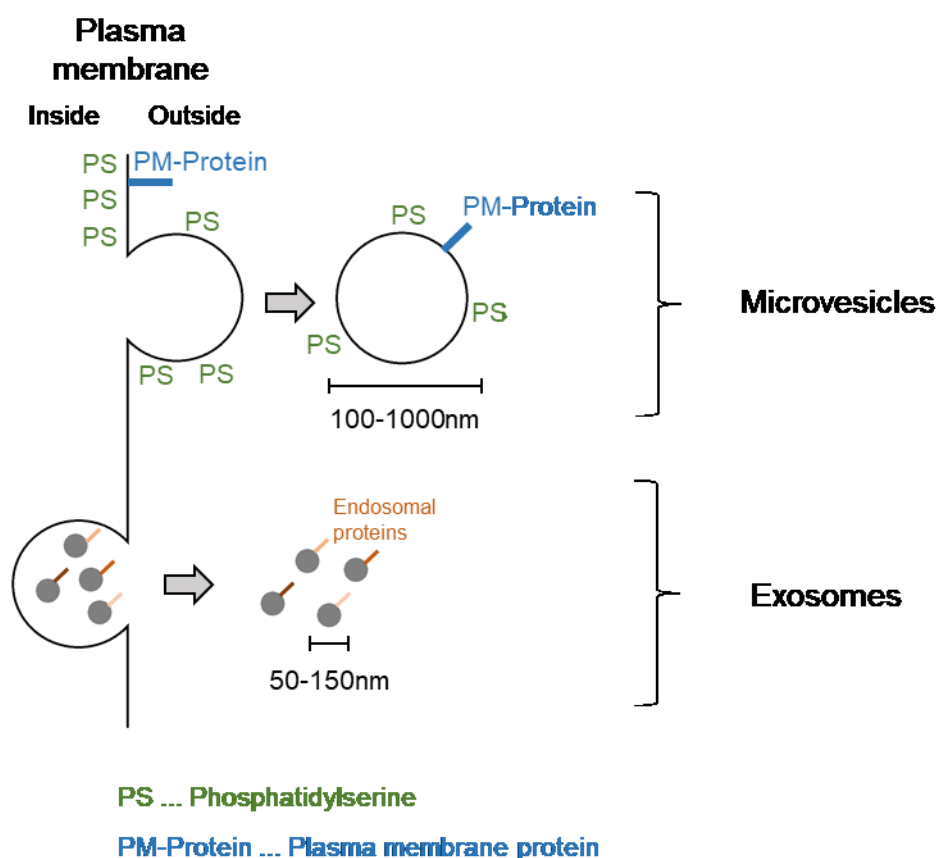 Plasma
membrane
Inside Outside
PS PM-Protein
PS
PS
PS
PS PS
PS
PM-Protein
PS
PS
100-1000nm
Microvesicles
Endosomal
proteins
50-150nm
Exosomes
PS ... Phosphatidylserine
PM-Protein ... Plasma membrane protein